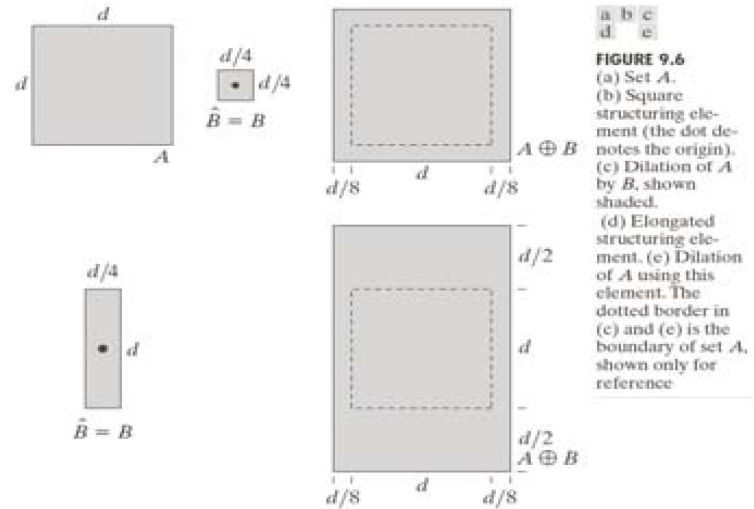 d
d
A
d/4
d/4
B̂ = B
A ⊕ B
d/8
d
d/8
a b c
d e
FIGURE 9.6
(a) Set A.
(b) Square
structuring ele-
ment (the dot de-
notes the origin).
(c) Dilation of A
by B, shown
shaded.
(d) Elongated
structuring ele-
ment. (e) Dilation
of A using this
element. The
dotted border in
(c) and (e) is the
boundary of set A,
shown only for
reference
d/4
d
B̂ = B
d/2
d
d/2
A ⊕ B
d/8
d
d/8